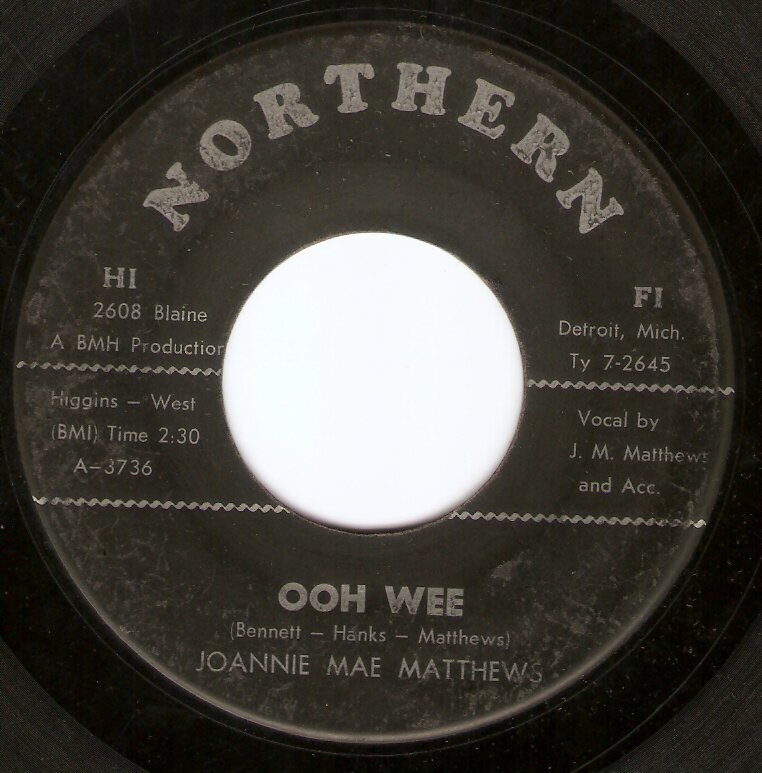 NORTHERN
HI
FI
2608 Blaine
Detroit, Mich.
A BMH Production
Ty 7-2645
Higgins – West
Vocal by
(BMI) Time 2:30
J. M. Matthews
A–3736
and Acc.
OOH WEE
(Bennett – Hanks – Matthews)
JOANNIE MAE MATTHEWS